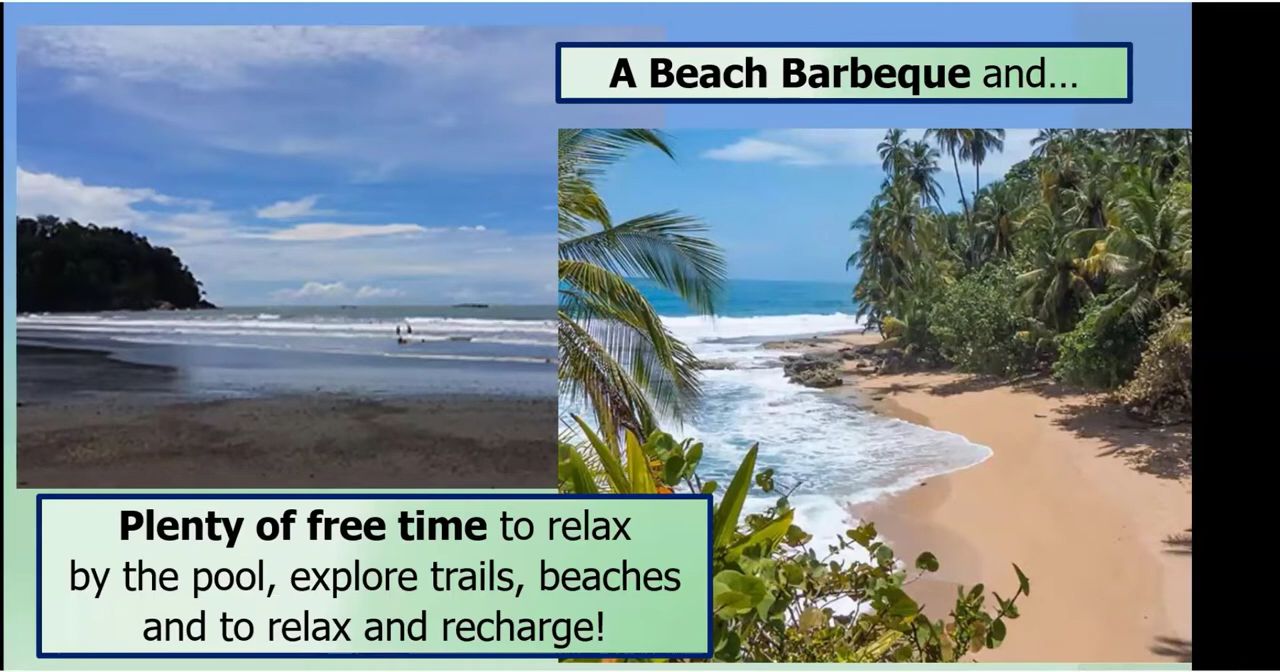 A Beach Barbeque and...
Plenty of free time to relax
by the pool, explore trails, beaches
and to relax and recharge!